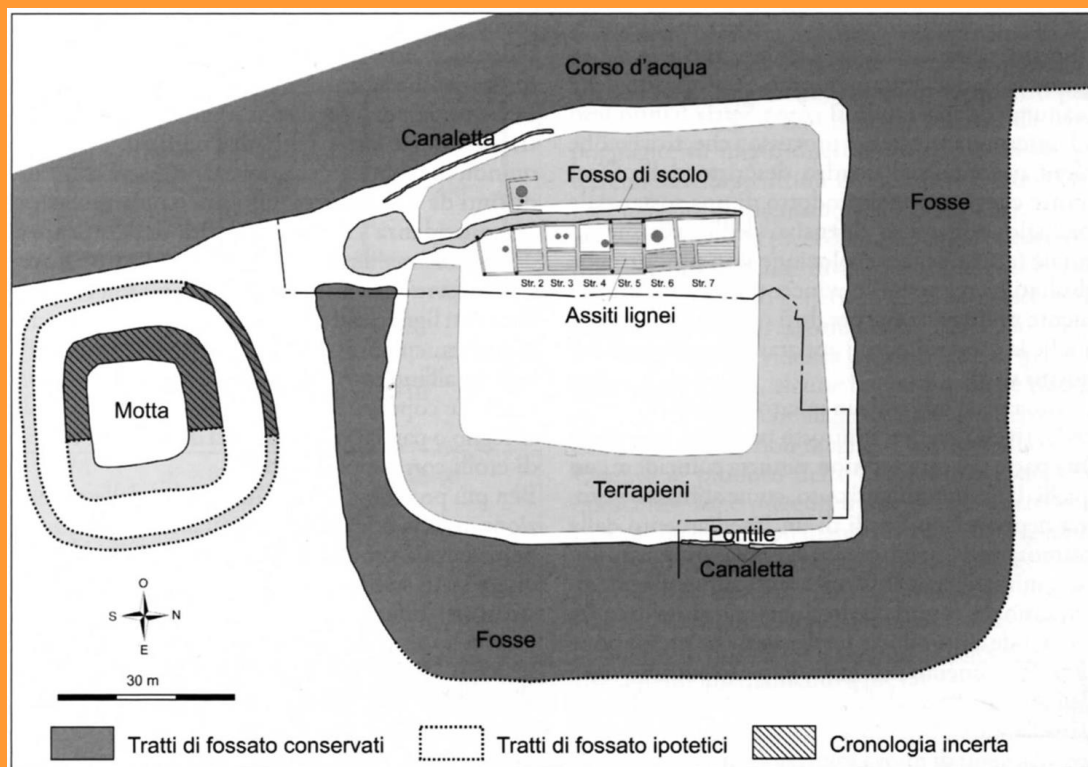 Corso d'acqua
Canaletta
Fosso di scolo
Fosse
Str. 2 Str. 3 Str. 4 Str. 5 Str. 6 Str. 7
Assiti lignei
Motta
Terrapieni
Pontile
Canaletta
Fosse
O
S N
E
30 m
Tratti di fossato conservati
Tratti di fossato ipotetici
Cronologia incerta